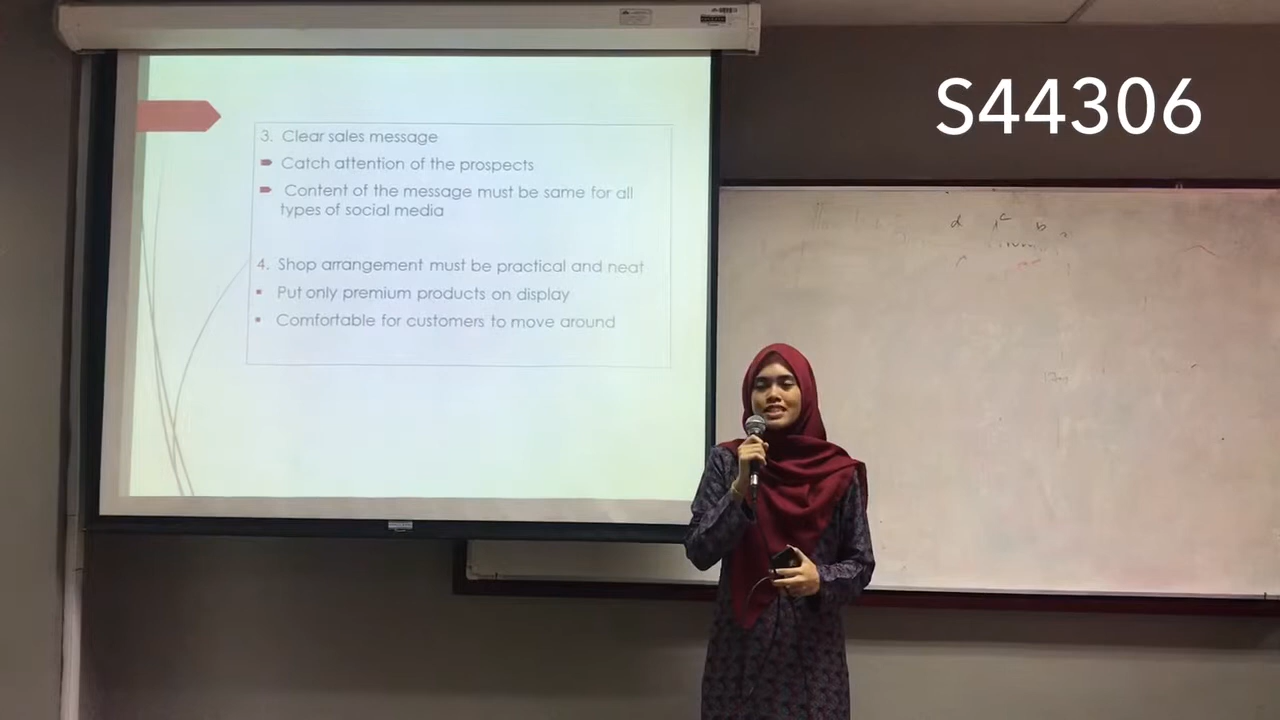 S44306
3. Clear sales message
Catch attention of the prospects
Content of the message must be same for all
types of social media
4. Shop arrangement must be practical and neat
Put only premium products on display
Comfortable for customers to move around